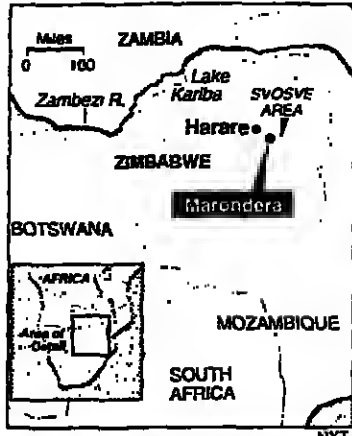 Miles
0 100
ZAMBIA
Lake
Kariba
Zambezi R.
SVOSVE
AREA
Harare
ZIMBABWE
Marondera
BOTSWANA
AFRICA
Area of
Detail
MOZAMBIQUE
SOUTH
AFRICA
NYT